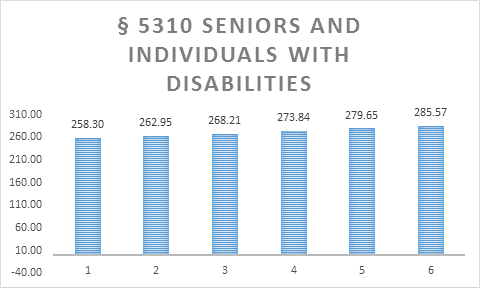 § 5310 SENIORS AND
INDIVIDUALS WITH
DISABILITIES
310.00
260.00
210.00
160.00
110.00
60.00
10.00
-40.00
258.30 262.95 268.21 273.84 279.65 285.57
1 2 3 4 5 6